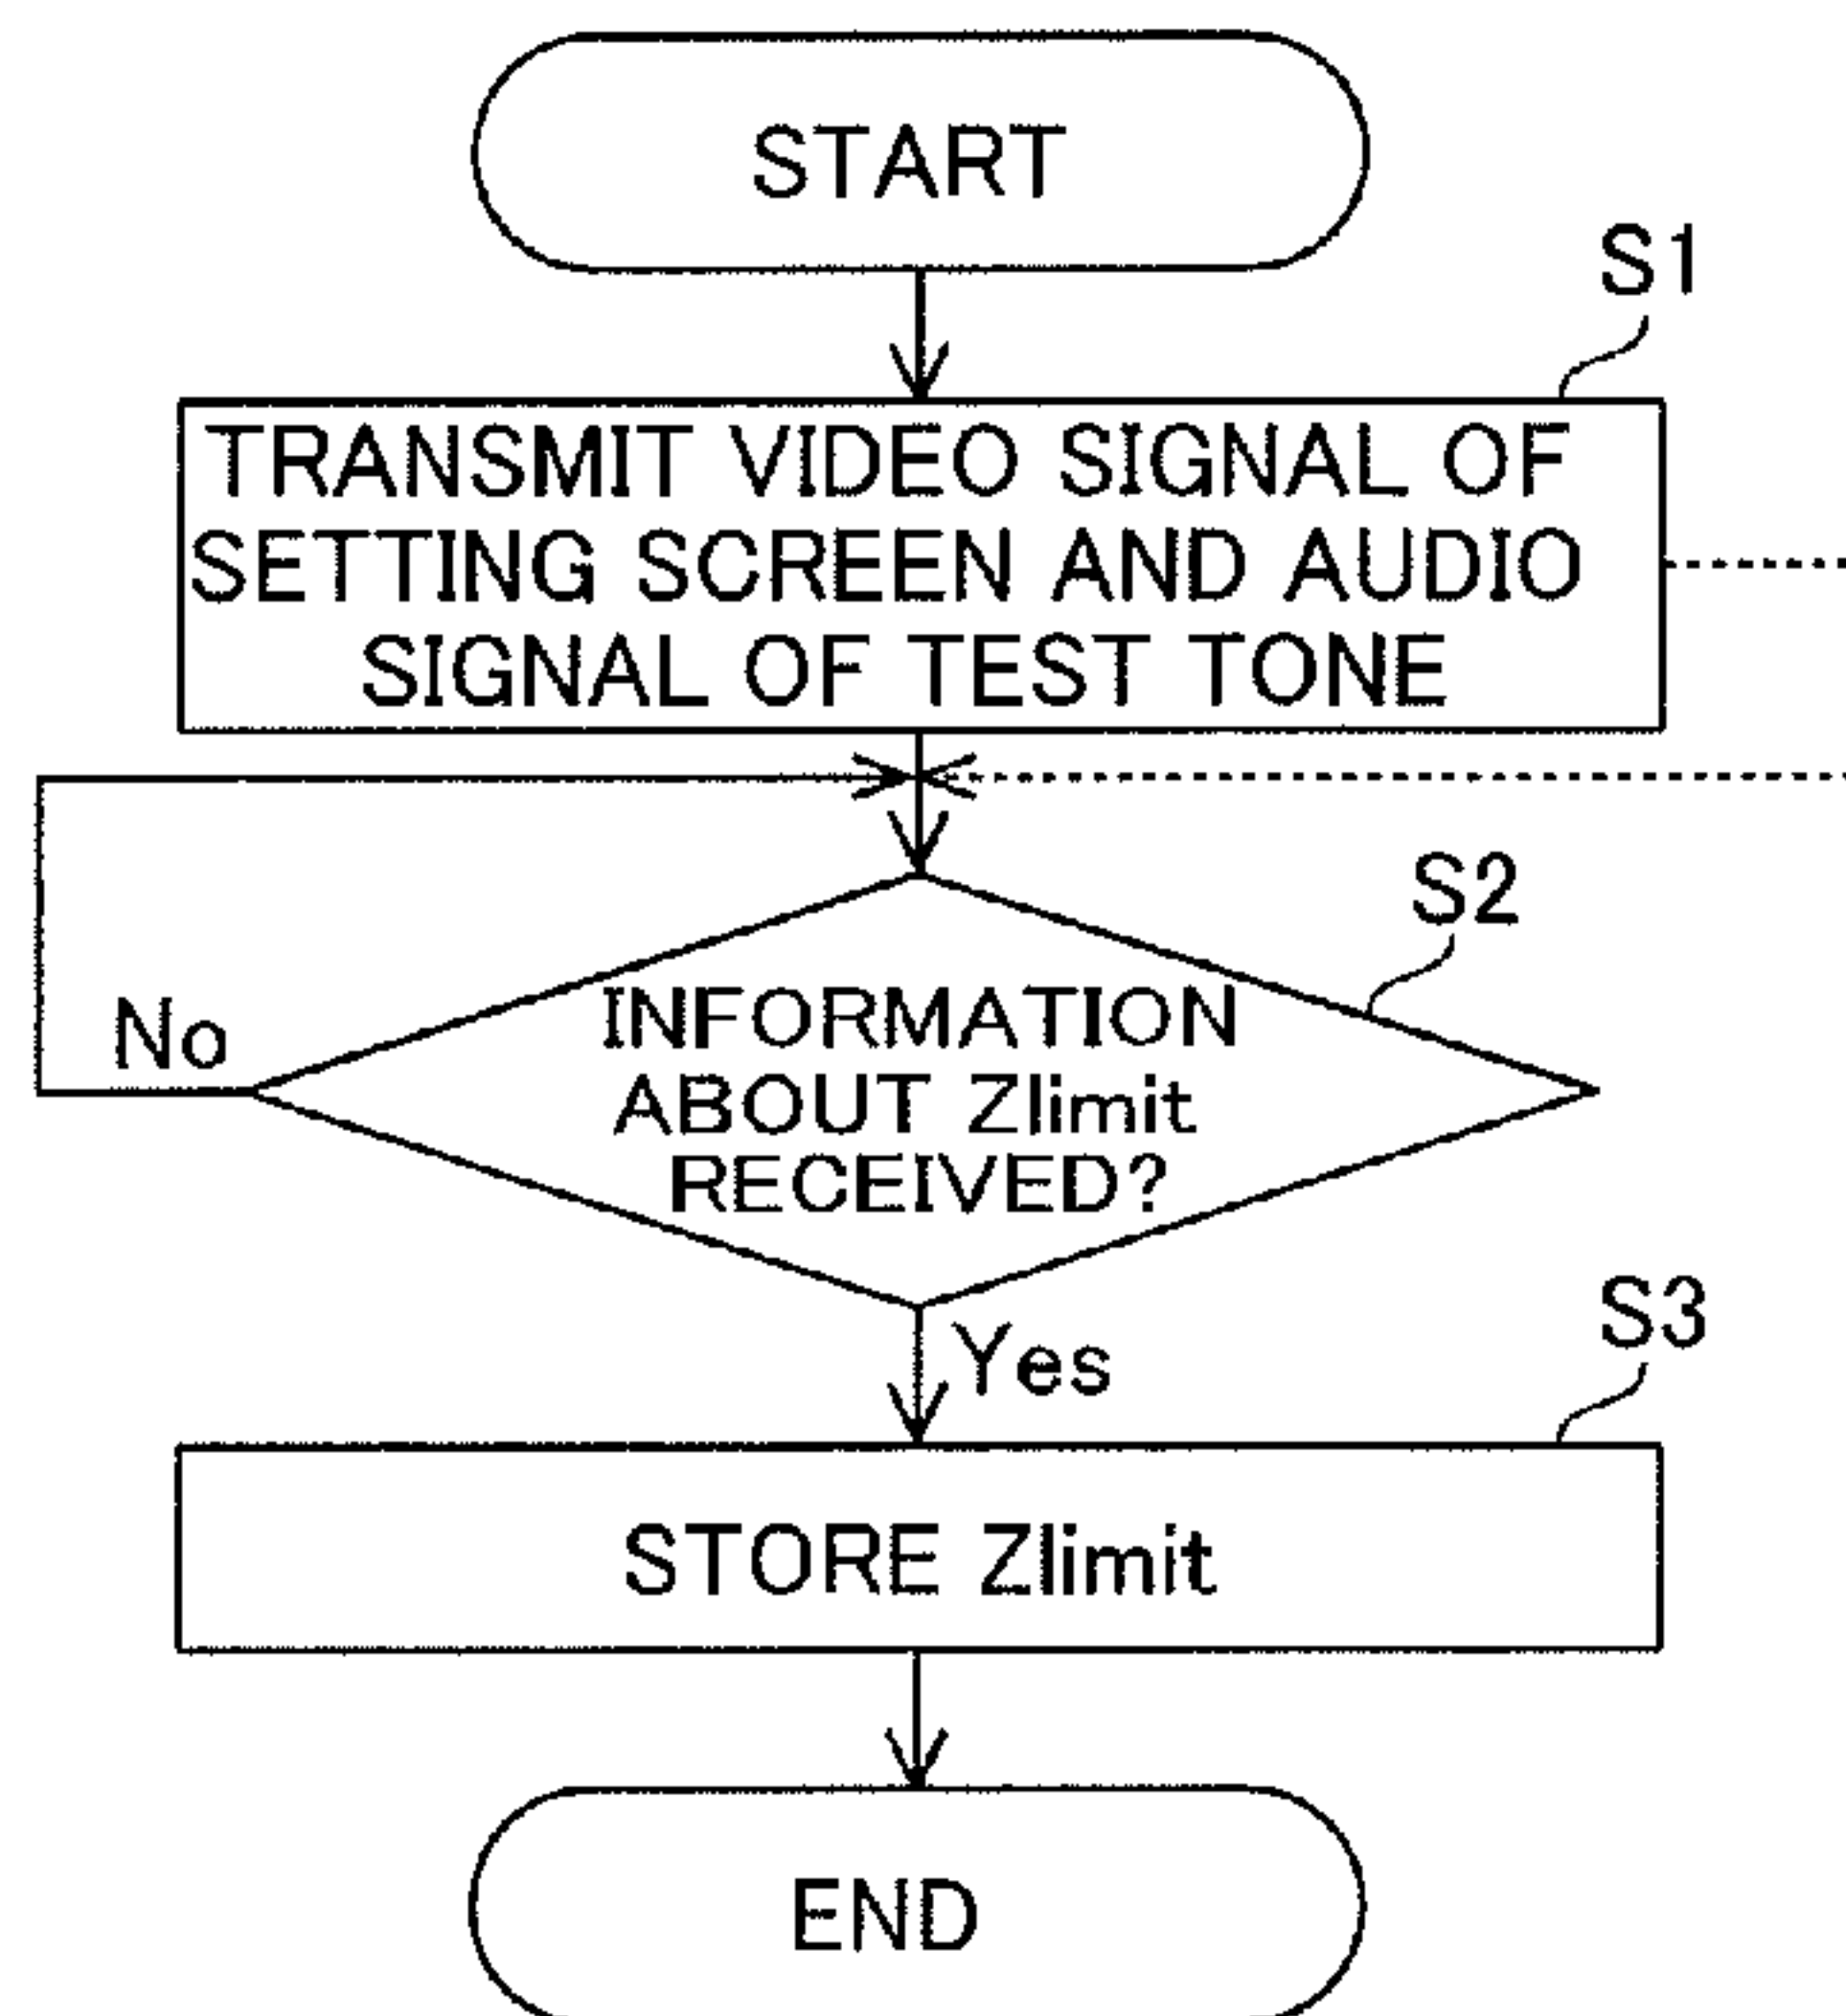 START
S1
TRANSMIT VIDEO SIGNAL OF
SETTING SCREEN AND AUDIO
SIGNAL OF TEST TONE
S2
No
INFORMATION
ABOUT Zlimit
RECEIVED?
Yes
S3
STORE Zlimit
END